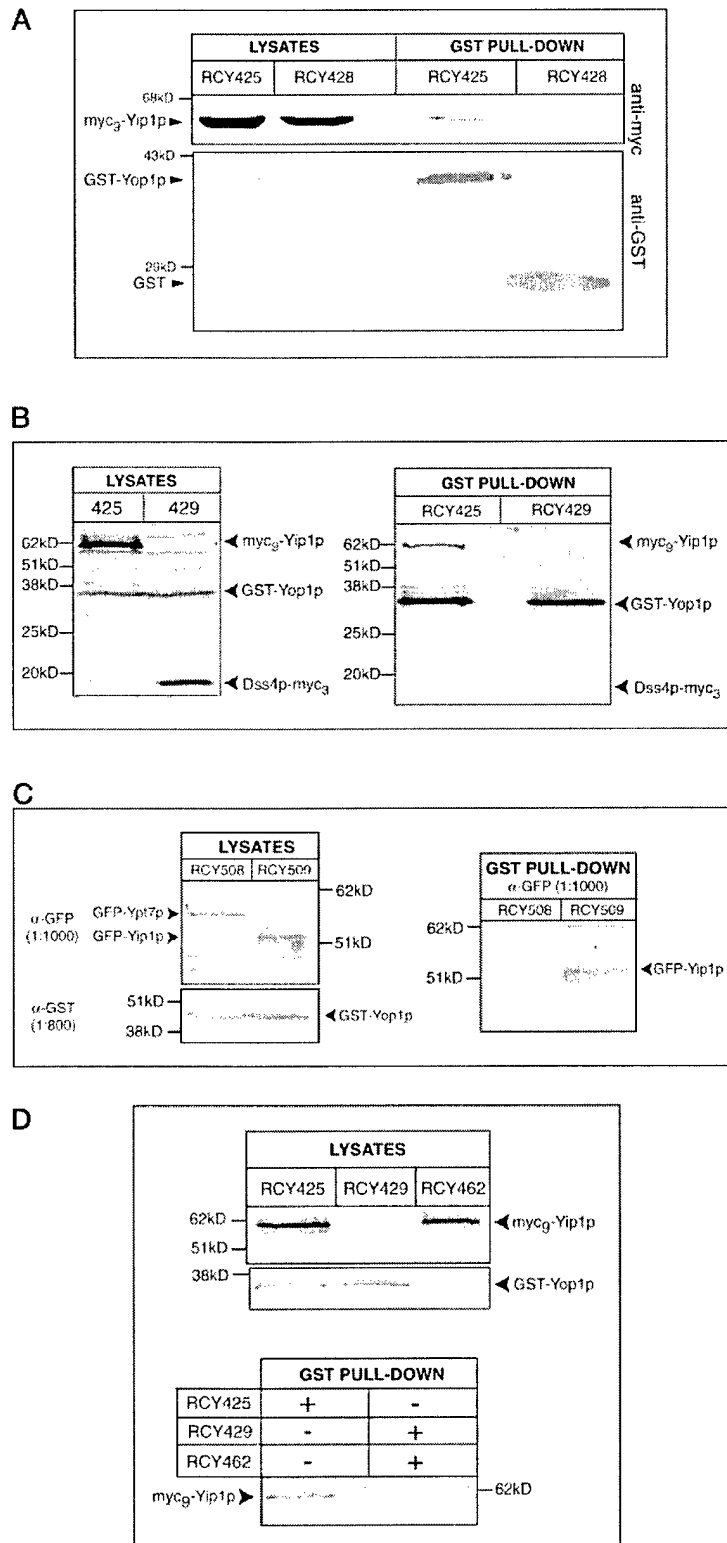 A
LYSATES GST PULL-DOWN
RCY425 RCY428 RCY425 RCY428
68kD
myc9-Yip1p
anti-myc
43kD
GST-Yop1p
anti-GST
29kD
GST
B
LYSATES GST PULL-DOWN
425 429 RCY425 RCY429
62kD myc9-Yip1p 62kD myc9-Yip1p
51kD 51kD
38kD GST-Yop1p 38kD GST-Yop1p
25kD 25kD
20kD Dss4p-myc3 20kD Dss4p-myc3
C
LYSATES
RCY508 RCY509
62kD
α-GFP (1:1000)
GFP-Ypt7p
GFP-Yip1p
51kD
α-GST (1:800)
51kD
38kD
GST-Yop1p
GST PULL-DOWN
α-GFP (1:1000)
RCY508 RCY509
62kD
51kD
GFP-Yip1p
D
LYSATES
RCY425 RCY429 RCY462
62kD myc9-Yip1p
51kD
38kD GST-Yop1p
GST PULL-DOWN
RCY425 + -
RCY429 - +
RCY462 - +
myc9-Yip1p 62kD